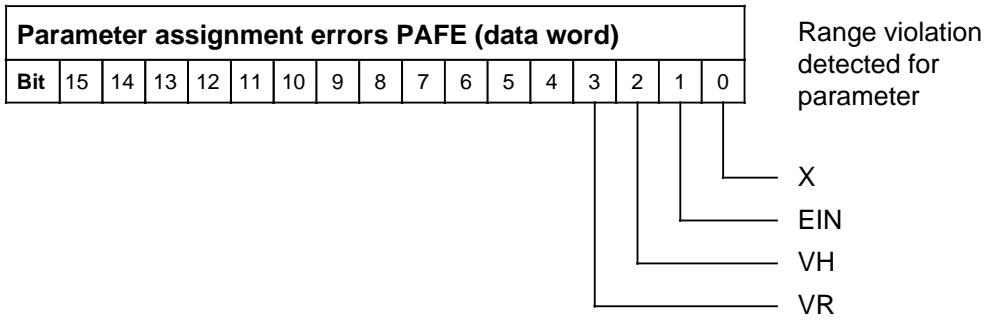 Parameter assignment errors PAFE (data word)
Bit 15 14 13 12 11 10 9 8 7 6 5 4 3 2 1 0
Range violation
detected for
parameter
X
EIN
VH
VR